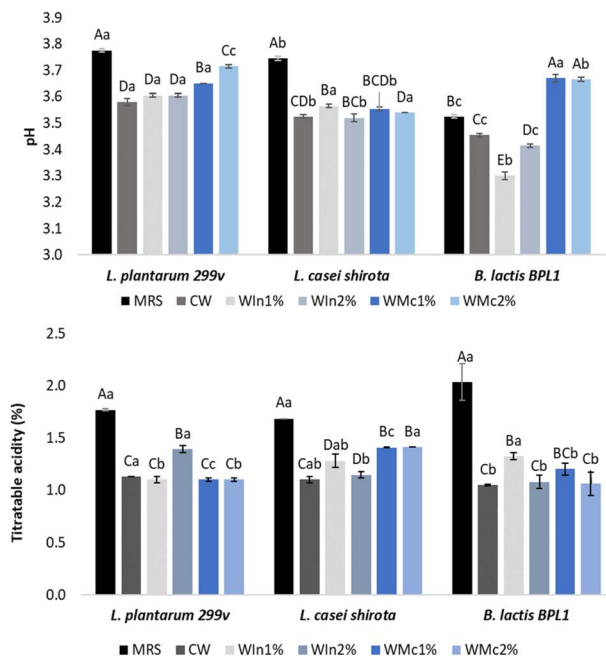 3.9
3.8
3.7
3.6
3.5
3.4
3.3
3.2
3.1
3.0
pH
Aa Da Da Da Ba Cc
Ab CDb Ba BCb BCDb Da
Bc Cc Eb Dc Aa Ab
L. plantarum 299v L. casei shirota B. lactis BPL1
MRS CW WIn1% WIn2% WMc1% WMc2%
2.5
2.0
1.5
1.0
0.5
0.0
Titratable acidity (%)
Aa Ca Cb Ba Cc Cb
Aa Cab Dab Db Bc Ba
Aa Cb Ba Cb BCb Cb
L. plantarum 299v L. casei shirota B. lactis BPL1
MRS CW WIn1% WIn2% WMc1% WMc2%